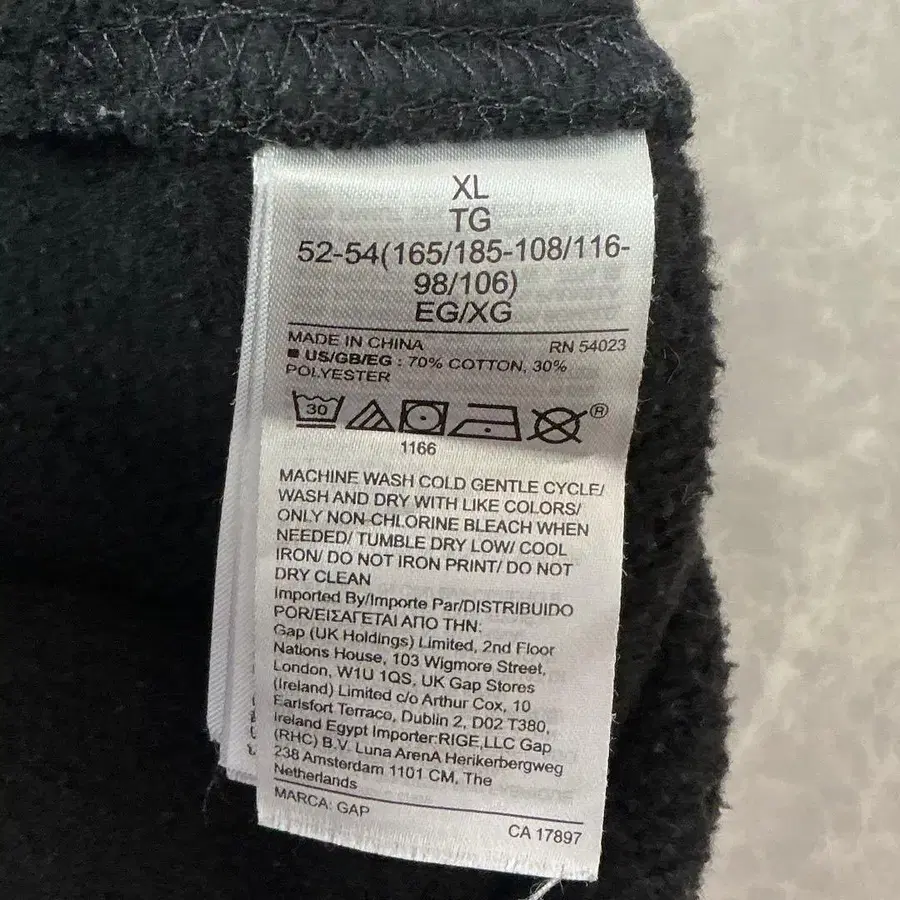 XL
TG
52-54(165/185-108/116-
98/106)
EG/XG
MADE IN CHINA RN 54023
US/GB/EG : 70% COTTON, 30%
POLYESTER
30 ®
1166
MACHINE WASH COLD GENTLE CYCLE/
WASH AND DRY WITH LIKE COLORS/
ONLY NON-CHLORINE BLEACH WHEN
NEEDED/ TUMBLE DRY LOW/ COOL
IRON/ DO NOT IRON PRINT/ DO NOT
DRY CLEAN
Imported By/Importe Par/DISTRIBUIDO
POR/ΕΙΣΑΓΕΤΑΙ ΑΠΟ ΤΗΝ:
Gap (UK Holdings) Limited, 2nd Floor
Nations House, 103 Wigmore Street,
London, W1U 1QS, UK Gap Stores
(Ireland) Limited c/o Arthur Cox, 10
Earlsfort Terrace, Dublin 2, D02 T380,
Ireland Egypt Importer:RIGE,LLC Gap
(RHC) B.V. Luna ArenA Herikerbergweg
238 Amsterdam 1101 CM, The
Netherlands
MARCA: GAP
CA 17897